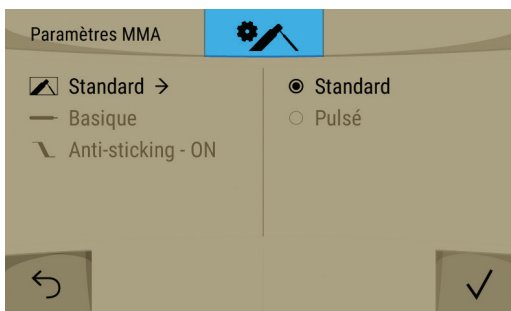 Paramètres MMA
Standard →
Basique
Anti-sticking - ON
Standard
Pulsé